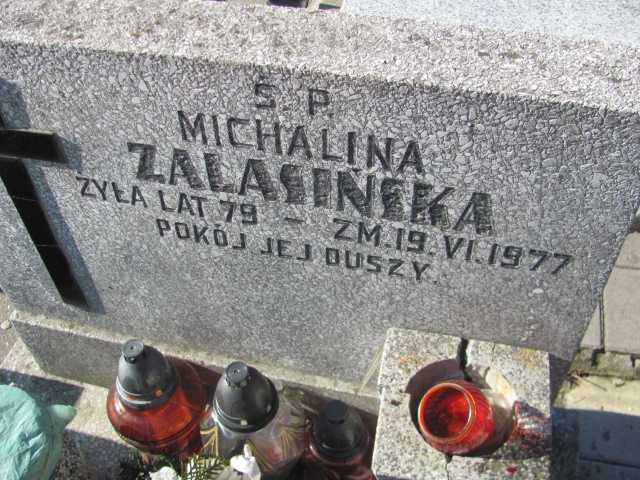 Ś. P.
MICHALINA
ZALASIŃSKA
ŻYŁA LAT 79 - ZM. 19. VI. 1977
POKÓJ JEJ DUSZY.